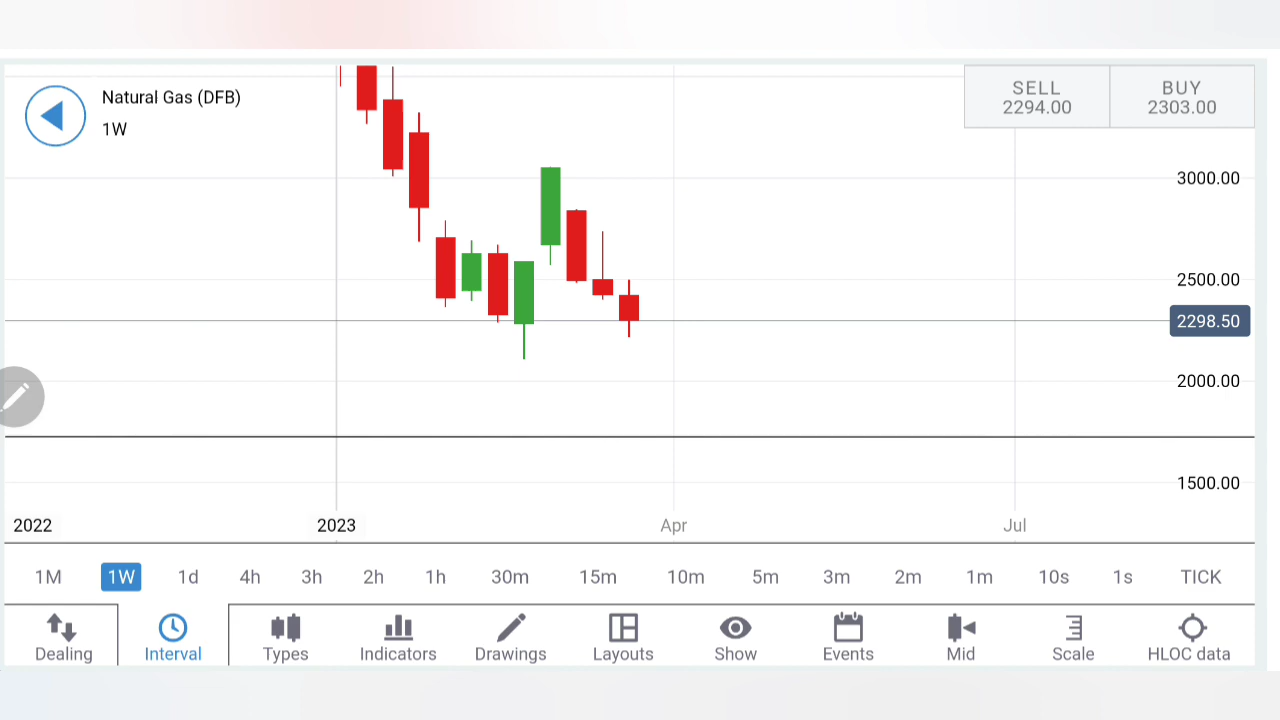 Natural Gas (DFB)
1W
SELL
2294.00
BUY
2303.00
3000.00
2500.00
2298.50
2000.00
1500.00
2022
2023
Apr
Jul
1M
1W
1d
4h
3h
2h
1h
30m
15m
10m
5m
3m
2m
1m
10s
1s
TICK
Dealing
Interval
Types
Indicators
Drawings
Layouts
Show
Events
Mid
Scale
HLOC data